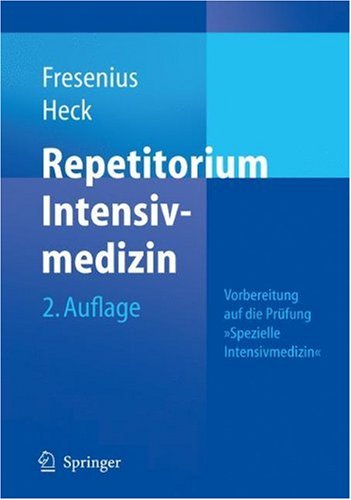 Fresenius
Heck
Repetitorium
Intensiv-
medizin
2. Auflage
Vorbereitung
auf die Prüfung
»Spezielle
Intensivmedizin«
Springer